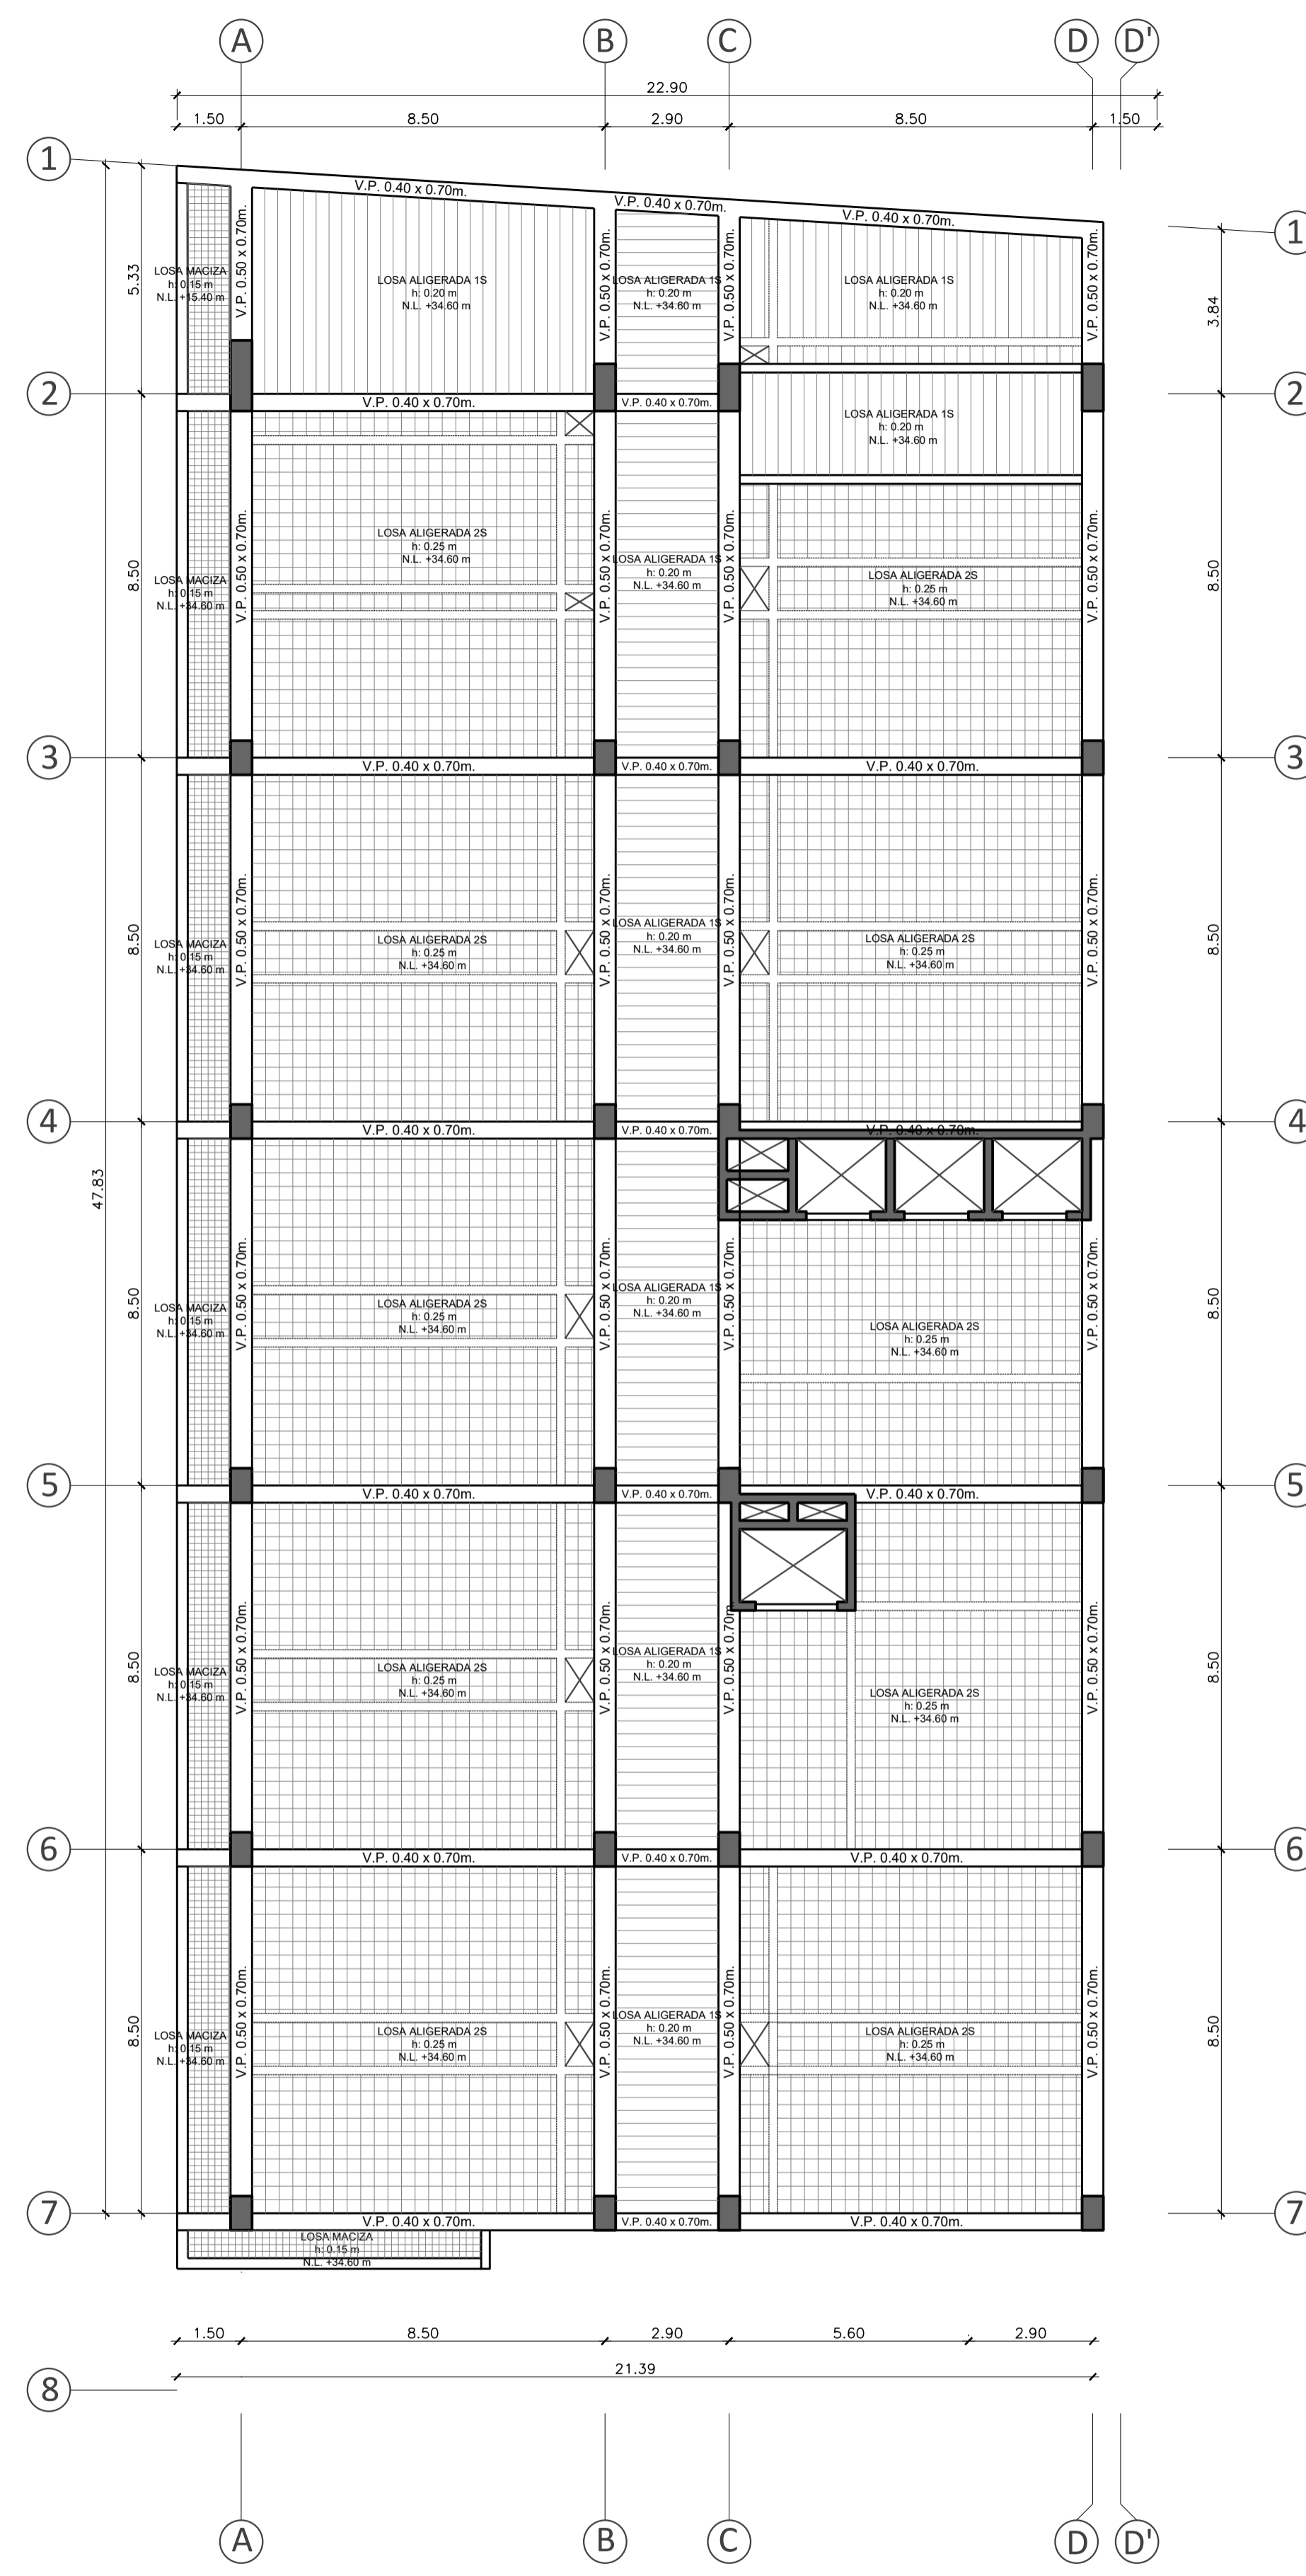 A
B
C
D
D'
22.90
1.50
8.50
2.90
8.50
1.50
1
1
V.P. 0.40 x 0.70m.
V.P. 0.40 x 0.70m.
V.P. 0.40 x 0.70m.
5.33
3.84
LOSA MACIZA
h: 0.15 m
N.L. +15.40 m
V.P. 0.50 x 0.70m.
LOSA ALIGERADA 1S
h: 0.20 m
N.L. +34.60 m
V.P. 0.50 x 0.70m.
LOSA ALIGERADA 1S
h: 0.20 m
N.L. +34.60 m
V.P. 0.50 x 0.70m.
LOSA ALIGERADA 1S
h: 0.20 m
N.L. +34.60 m
V.P. 0.50 x 0.70m.
2
2
V.P. 0.40 x 0.70m.
V.P. 0.40 x 0.70m.
LOSA ALIGERADA 1S
h: 0.20 m
N.L. +34.60 m
8.50
LOSA MACIZA
h: 0.15 m
N.L. +34.60 m
V.P. 0.50 x 0.70m.
LOSA ALIGERADA 2S
h: 0.25 m
N.L. +34.60 m
V.P. 0.50 x 0.70m.
LOSA ALIGERADA 1S
h: 0.20 m
N.L. +34.60 m
V.P. 0.50 x 0.70m.
LOSA ALIGERADA 2S
h: 0.25 m
N.L. +34.60 m
V.P. 0.50 x 0.70m.
8.50
3
3
V.P. 0.40 x 0.70m.
V.P. 0.40 x 0.70m.
V.P. 0.40 x 0.70m.
8.50
LOSA MACIZA
h: 0.15 m
N.L. +34.60 m
V.P. 0.50 x 0.70m.
LOSA ALIGERADA 2S
h: 0.25 m
N.L. +34.60 m
V.P. 0.50 x 0.70m.
LOSA ALIGERADA 1S
h: 0.20 m
N.L. +34.60 m
V.P. 0.50 x 0.70m.
LOSA ALIGERADA 2S
h: 0.25 m
N.L. +34.60 m
V.P. 0.50 x 0.70m.
8.50
4
4
V.P. 0.40 x 0.70m.
V.P. 0.40 x 0.70m.
V.P. 0.40 x 0.70m.
47.83
8.50
LOSA MACIZA
h: 0.15 m
N.L. +34.60 m
V.P. 0.50 x 0.70m.
LOSA ALIGERADA 2S
h: 0.25 m
N.L. +34.60 m
V.P. 0.50 x 0.70m.
LOSA ALIGERADA 1S
h: 0.20 m
N.L. +34.60 m
V.P. 0.50 x 0.70m.
LOSA ALIGERADA 2S
h: 0.25 m
N.L. +34.60 m
V.P. 0.50 x 0.70m.
8.50
5
5
V.P. 0.40 x 0.70m.
V.P. 0.40 x 0.70m.
V.P. 0.40 x 0.70m.
8.50
LOSA MACIZA
h: 0.15 m
N.L. +34.60 m
V.P. 0.50 x 0.70m.
LOSA ALIGERADA 2S
h: 0.25 m
N.L. +34.60 m
V.P. 0.50 x 0.70m.
LOSA ALIGERADA 1S
h: 0.20 m
N.L. +34.60 m
V.P. 0.50 x 0.70m.
LOSA ALIGERADA 2S
h: 0.25 m
N.L. +34.60 m
V.P. 0.50 x 0.70m.
8.50
6
6
V.P. 0.40 x 0.70m.
V.P. 0.40 x 0.70m.
V.P. 0.40 x 0.70m.
8.50
LOSA MACIZA
h: 0.15 m
N.L. +34.60 m
V.P. 0.50 x 0.70m.
LOSA ALIGERADA 2S
h: 0.25 m
N.L. +34.60 m
V.P. 0.50 x 0.70m.
LOSA ALIGERADA 1S
h: 0.20 m
N.L. +34.60 m
V.P. 0.50 x 0.70m.
LOSA ALIGERADA 2S
h: 0.25 m
N.L. +34.60 m
V.P. 0.50 x 0.70m.
8.50
7
7
V.P. 0.40 x 0.70m.
V.P. 0.40 x 0.70m.
V.P. 0.40 x 0.70m.
LOSA MACIZA
h: 0.15 m
N.L. +34.60 m
1.50
8.50
2.90
5.60
2.90
21.39
8
A
B
C
D
D'